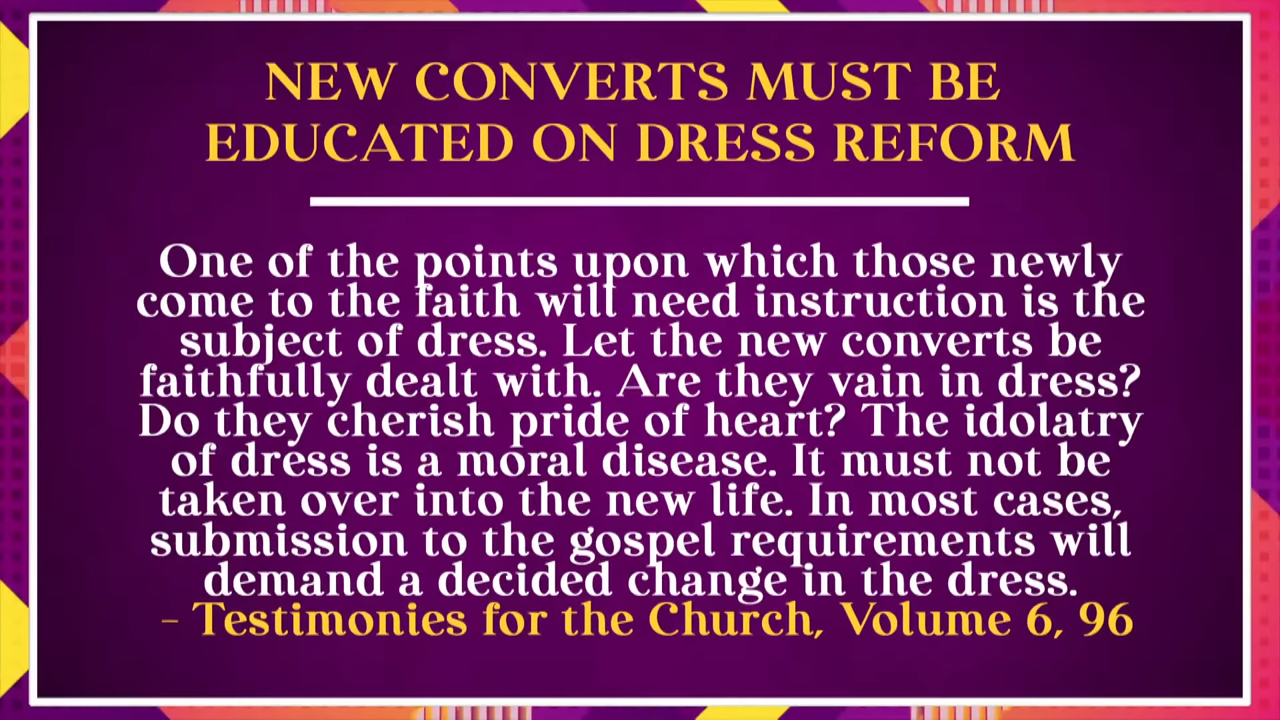 NEW CONVERTS MUST BE
EDUCATED ON DRESS REFORM
One of the points upon which those newly
come to the faith will need instruction is the
subject of dress. Let the new converts be
faithfully dealt with. Are they vain in dress?
Do they cherish pride of heart? The idolatry
of dress is a moral disease. It must not be
taken over into the new life. In most cases,
submission to the gospel requirements will
demand a decided change in the dress.
– Testimonies for the Church, Volume 6, 96